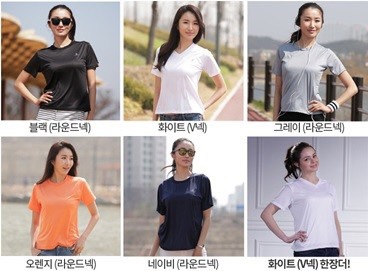 블랙 (라운드넥)
화이트 (V넥)
그레이 (라운드넥)
오렌지 (라운드넥)
네이비 (라운드넥)
화이트 (V넥) 한장더!